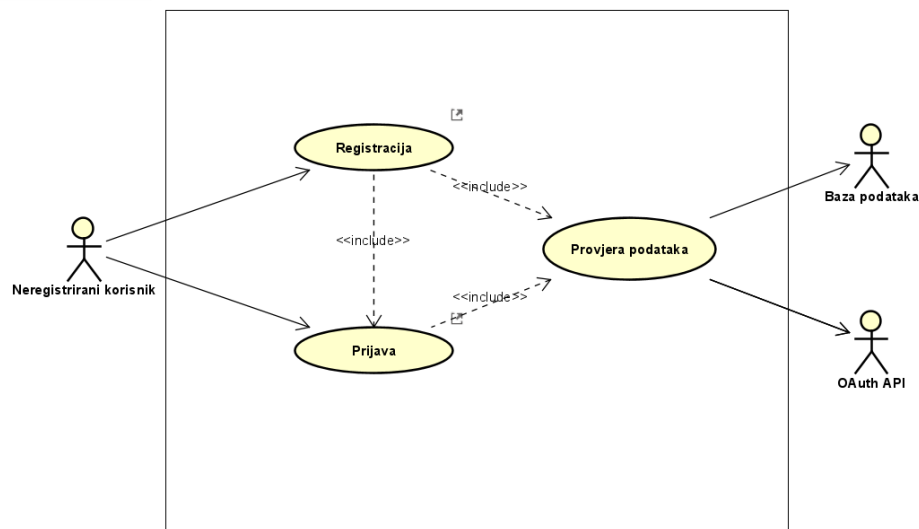 Registracija
<<include>>
Baza podataka
<<include>>
Provjera podataka
Neregistrirani korisnik
<<include>>
Prijava
OAuth API